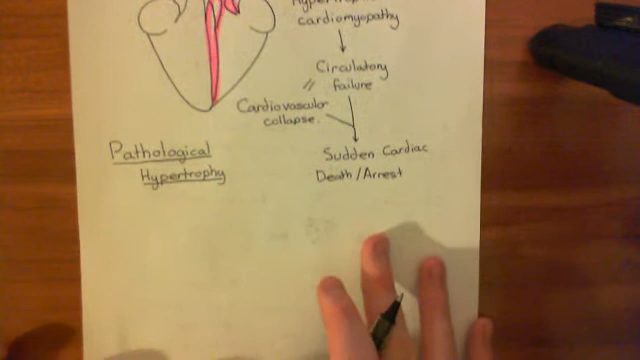 cardiomyopathy
Circulatory
failure
//
Cardiovascular
collapse.
Sudden Cardiac
Death/Arrest
Pathological
Hypertrophy